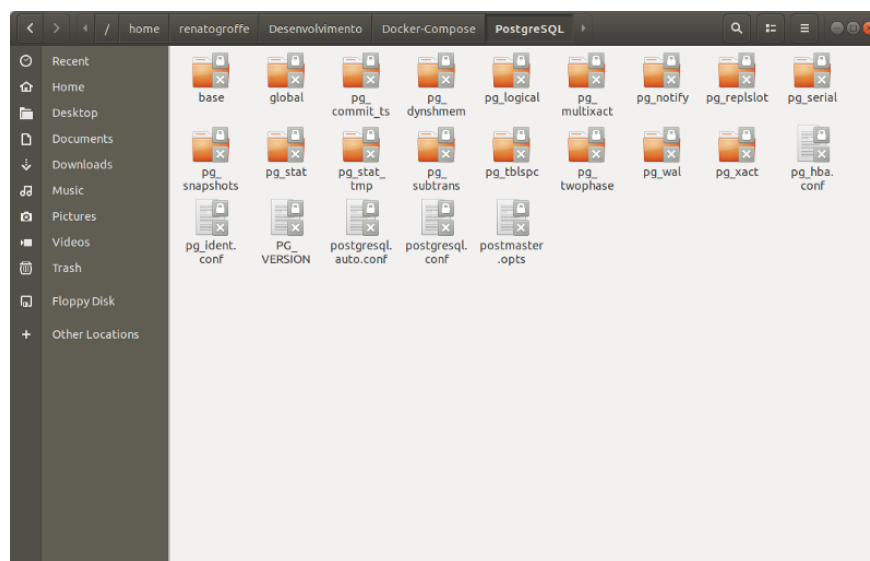 / home renatogroffe Desenvolvimento Docker-Compose PostgreSQL
Recent
Home
Desktop
Documents
Downloads
Music
Pictures
Videos
Trash
Floppy Disk
+ Other Locations
base global pg_ pg_ pg_logical pg_ pg_notify pg_replslot pg_serial
commit_ts dynshmem multixact
pg_ pg_stat pg_stat_ pg_ pg_tblspc pg_ pg_wal pg_xact pg_hba.
snapshots tmp subtrans twophase conf
pg_ident. PG_ postgresql. postgresql. postmaster
conf VERSION auto.conf conf .opts